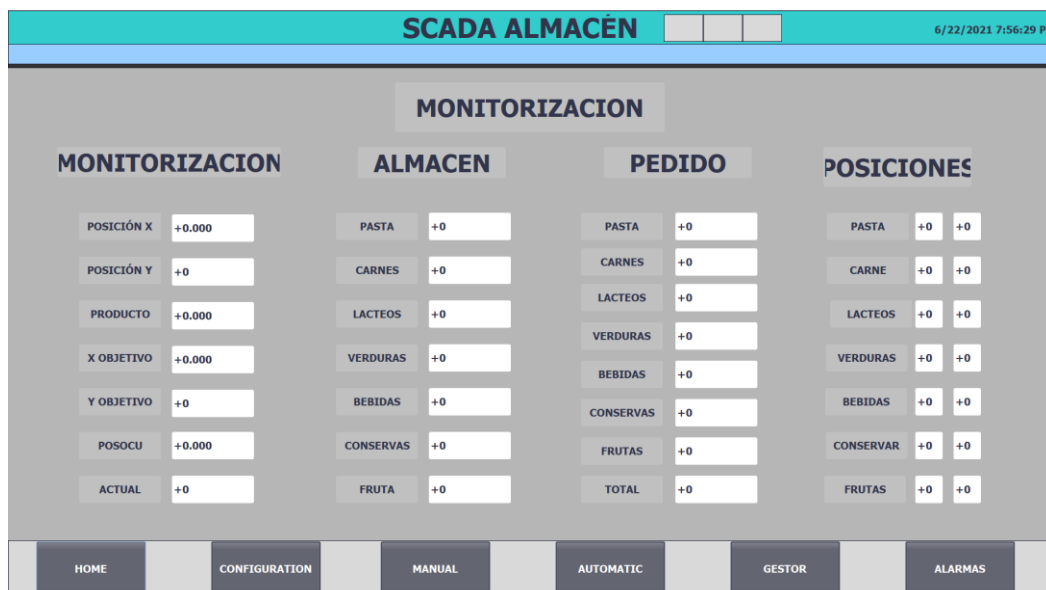 SCADA ALMACÉN
6/22/2021 7:56:29 P
MONITORIZACION
MONITORIZACION
ALMACEN
PEDIDO
POSICIONES
POSICIÓN X +0.000
POSICIÓN Y +0
PRODUCTO +0.000
X OBJETIVO +0.000
Y OBJETIVO +0
POSOCU +0.000
ACTUAL +0
PASTA +0
CARNES +0
LACTEOS +0
VERDURAS +0
BEBIDAS +0
CONSERVAS +0
FRUTA +0
PASTA +0
CARNES +0
LACTEOS +0
VERDURAS +0
BEBIDAS +0
CONSERVAS +0
FRUTAS +0
TOTAL +0
PASTA +0 +0
CARNE +0 +0
LACTEOS +0 +0
VERDURAS +0 +0
BEBIDAS +0 +0
CONSERVAR +0 +0
FRUTAS +0 +0
HOME
CONFIGURATION
MANUAL
AUTOMATIC
GESTOR
ALARMAS